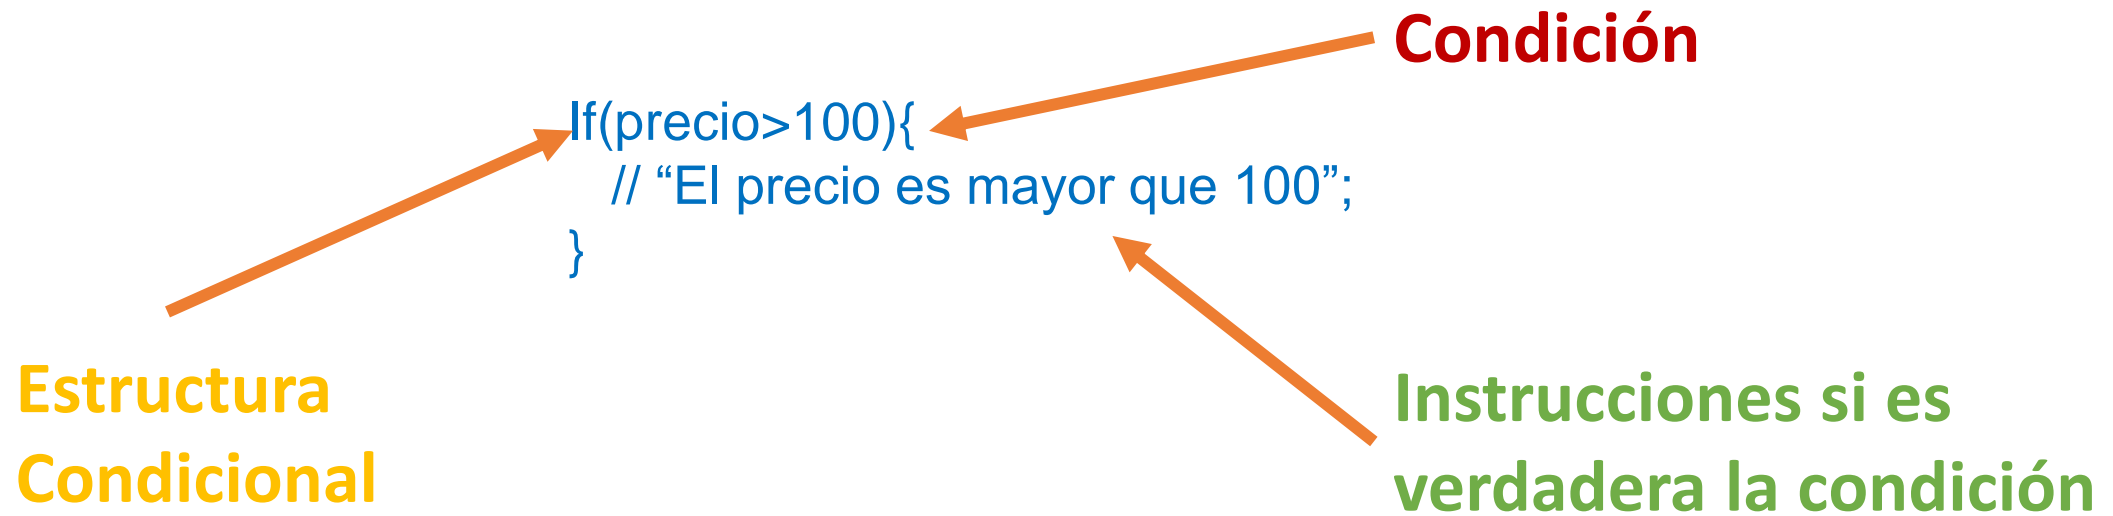 Condición
If(precio>100){
// “El precio es mayor que 100”;
}
Estructura
Condicional
Instrucciones si es
verdadera la condición